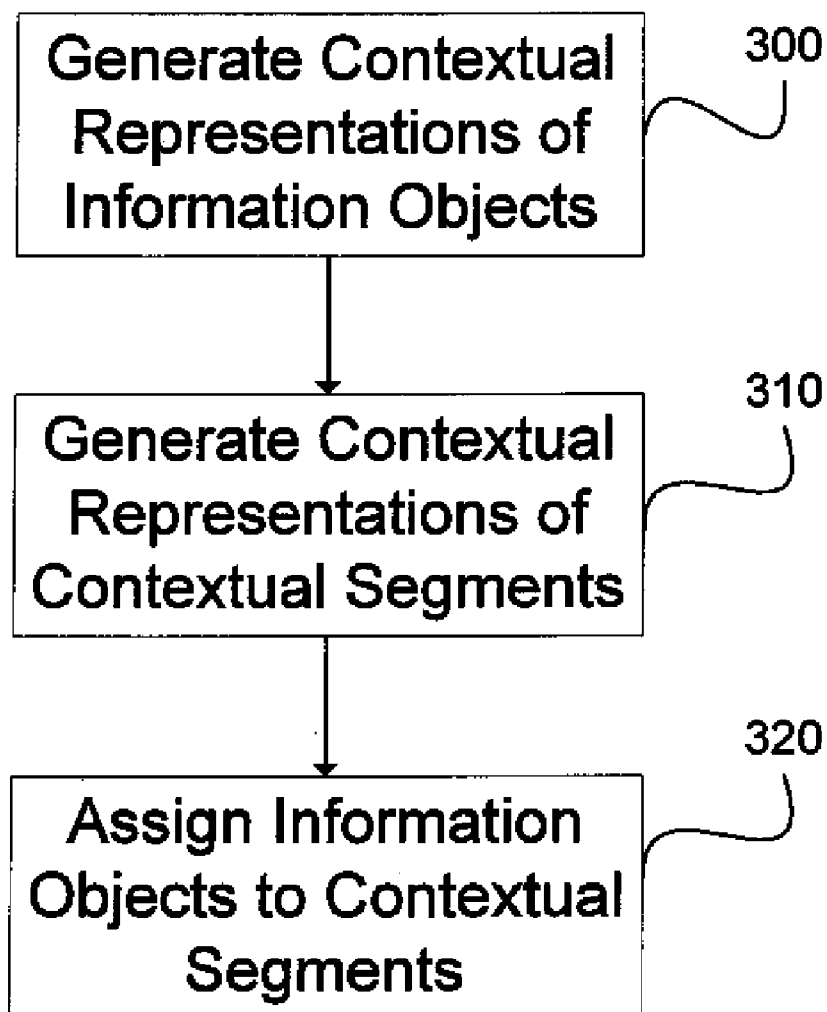 Generate Contextual
Representations of
Information Objects
300
Generate Contextual
Representations of
Contextual Segments
310
Assign Information
Objects to Contextual
Segments
320